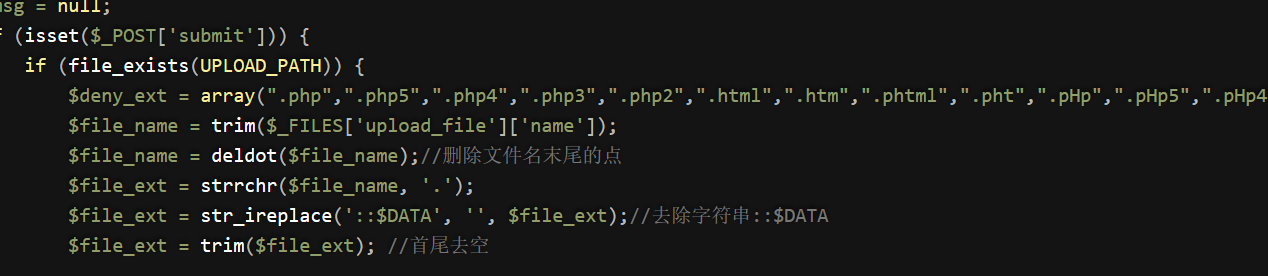 msg = null;
(isset($_POST['submit'])) {
if (file_exists(UPLOAD_PATH)) {
$deny_ext = array(".php",".php5",".php4",".php3",".php2",".html",".htm",".phtml",".pht",".pHp",".pHp5",".pHp4
$file_name = trim($_FILES['upload_file']['name']);
$file_name = deldot($file_name);//删除文件名末尾的点
$file_ext = strrchr($file_name, '.');
$file_ext = str_ireplace('::$DATA', '', $file_ext);//去除字符串::$DATA
$file_ext = trim($file_ext); //首尾去空